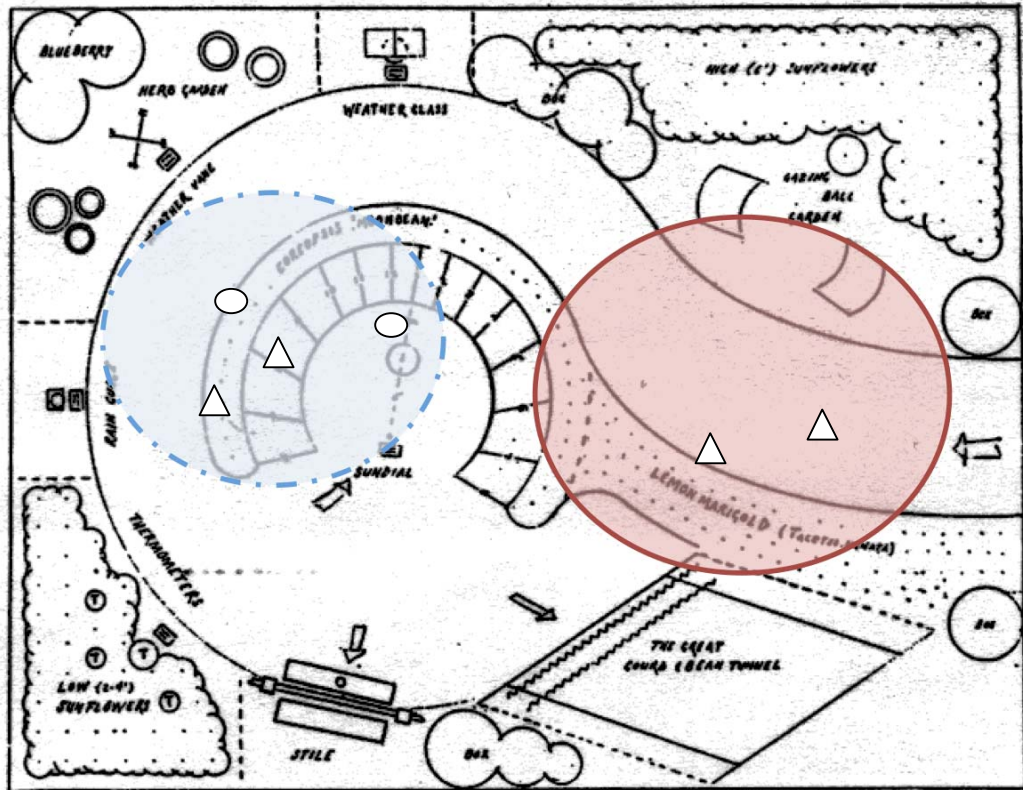 BLUEBERRY
HERB GARDEN
WEATHER GLASS
BOX
HIGH (6') SUNFLOWERS
GAZING
BALL
GARDEN
WEATHER VANE
COREOPSIS "MOONBEAM"
BOX
RAIN
SUNDIAL
LEMON MARIGOLD (
THERMOMETERS
T
T
T
T
LOW (2-4')
SUNFLOWERS
STILE
BOX
THE GREAT
GOURD & BEAN TUNNEL
BOX